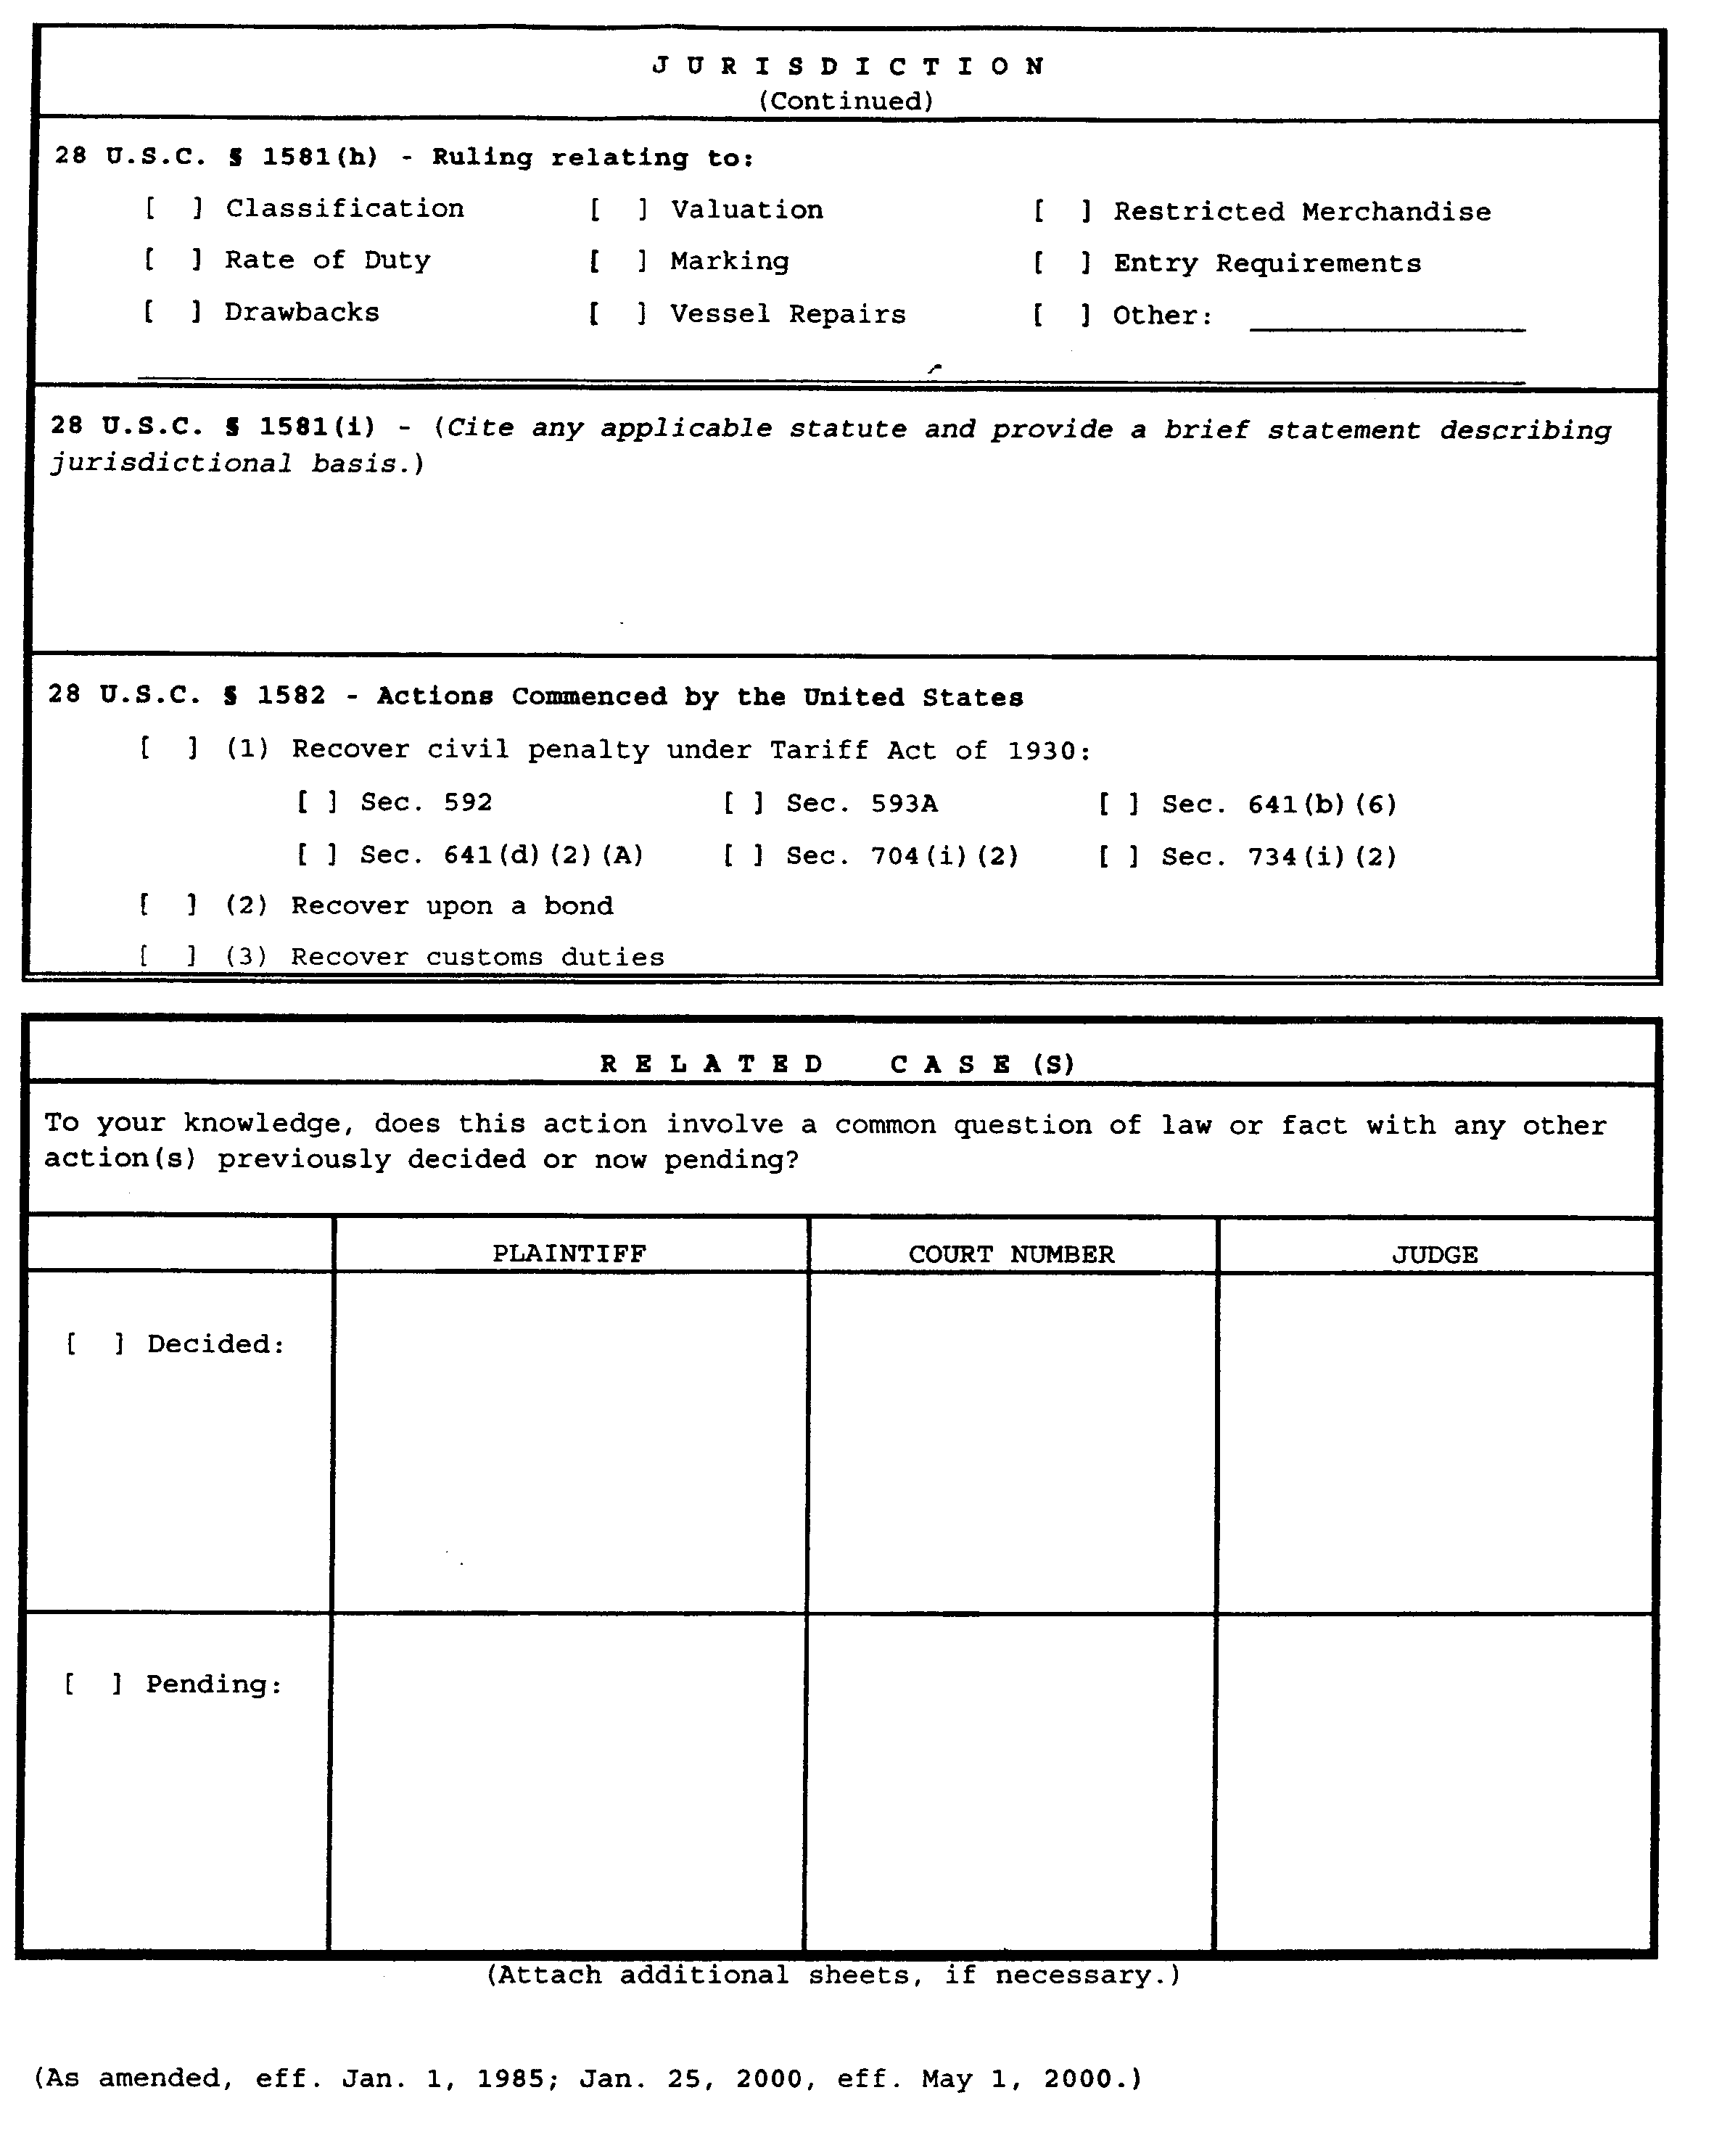 J U R I S D I C T I O N
(Continued)
28 U.S.C. § 1581(h) - Ruling relating to:
[ ] Classification [ ] Valuation [ ] Restricted Merchandise
[ ] Rate of Duty [ ] Marking [ ] Entry Requirements
[ ] Drawbacks [ ] Vessel Repairs [ ] Other: ________________
28 U.S.C. § 1581(i) - (Cite any applicable statute and provide a brief statement describing
jurisdictional basis.)
28 U.S.C. § 1582 - Actions Commenced by the United States
[ ] (1) Recover civil penalty under Tariff Act of 1930:
[ ] Sec. 592 [ ] Sec. 593A [ ] Sec. 641(b)(6)
[ ] Sec. 641(d)(2)(A) [ ] Sec. 704(i)(2) [ ] Sec. 734(i)(2)
[ ] (2) Recover upon a bond
[ ] (3) Recover customs duties
R E L A T E D C A S E (S)
To your knowledge, does this action involve a common question of law or fact with any other
action(s) previously decided or now pending?
PLAINTIFF COURT NUMBER JUDGE
[ ] Decided:
[ ] Pending:
(Attach additional sheets, if necessary.)
(As amended, eff. Jan. 1, 1985; Jan. 25, 2000, eff. May 1, 2000.)